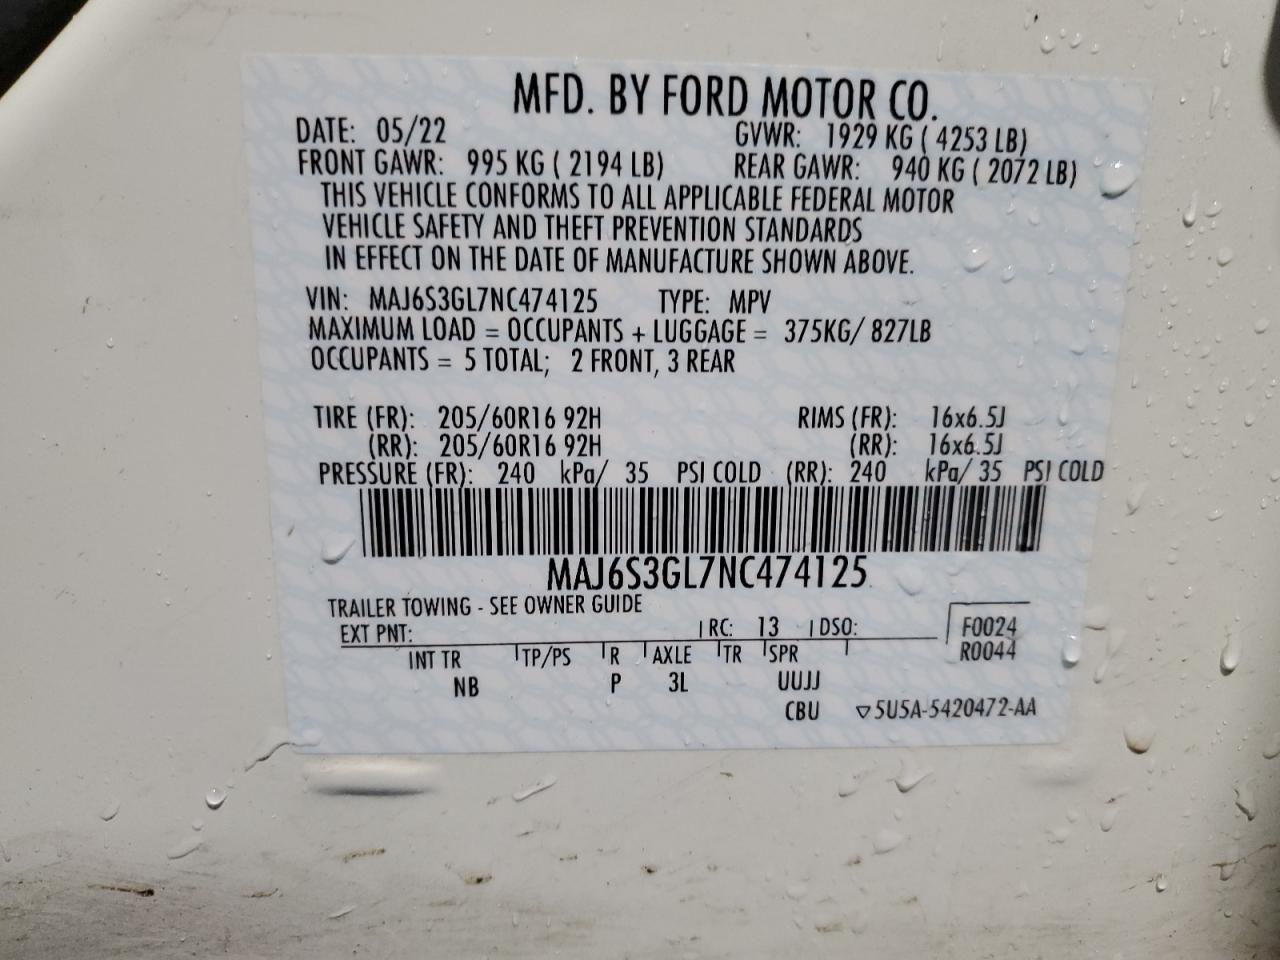 MFD. BY FORD MOTOR CO.
DATE: 05/22 GVWR: 1929 KG ( 4253 LB)
FRONT GAWR: 995 KG ( 2194 LB) REAR GAWR: 940 KG ( 2072 LB)
THIS VEHICLE CONFORMS TO ALL APPLICABLE FEDERAL MOTOR
VEHICLE SAFETY AND THEFT PREVENTION STANDARDS
IN EFFECT ON THE DATE OF MANUFACTURE SHOWN ABOVE.
VIN: MAJ6S3GL7NC474125 TYPE: MPV
MAXIMUM LOAD = OCCUPANTS + LUGGAGE = 375KG/ 827LB
OCCUPANTS = 5 TOTAL; 2 FRONT, 3 REAR
TIRE (FR): 205/60R16 92H RIMS (FR): 16x6.5J
(RR): 205/60R16 92H (RR): 16x6.5J
PRESSURE (FR): 240 kPa/ 35 PSI COLD (RR): 240 kPa/ 35 PSI COLD
MAJ6S3GL7NC474125
TRAILER TOWING - SEE OWNER GUIDE
EXT PNT: RC: 13 DSO: F0024
R0044
INT TR TP/PS R AXLE TR SPR
NB P 3L UUJJ
CBU ▽5U5A-5420472-AA